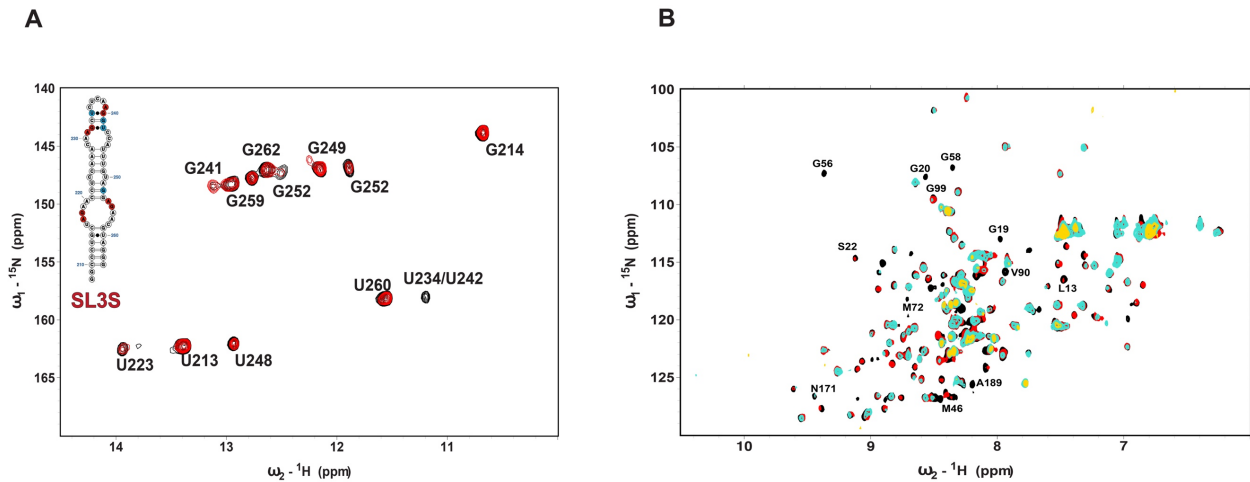 A
B
140
145
150
155
160
165
14
13
12
11
ω₁ - ¹⁵N (ppm)
ω₂ - ¹H (ppm)
SL3S
G241
G262
G249
G259
G252
G252
G214
U260
U234/U242
U223
U213
U248
100
105
110
115
120
125
10
9
8
7
ω₁ - ¹⁵N (ppm)
ω₂ - ¹H (ppm)
G56
G20
G58
G99
S22
G19
V90
L13
M72
N171
M46
A189